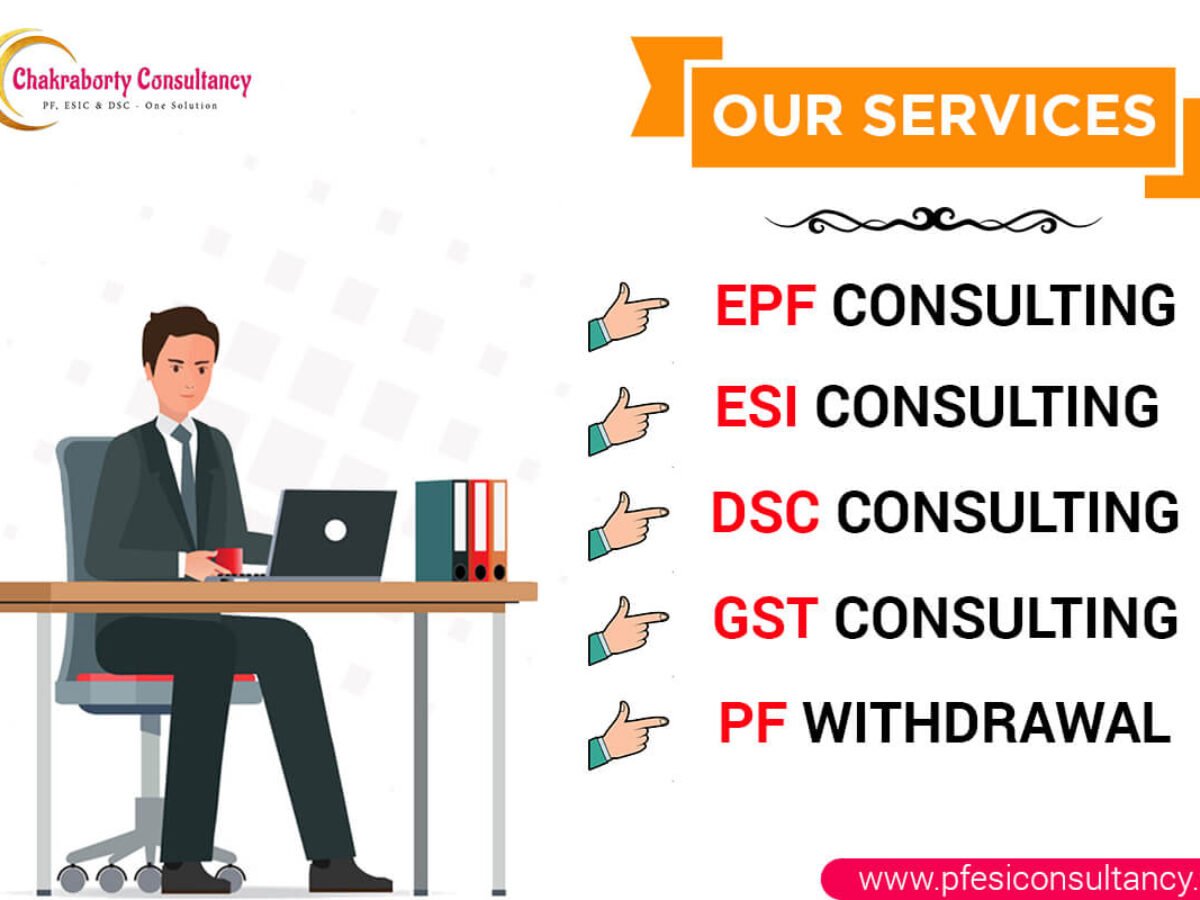 Chakraborty Consultancy
PF, ESIC & DSC - One Solution
OUR SERVICES
EPF CONSULTING
ESI CONSULTING
DSC CONSULTING
GST CONSULTING
PF WITHDRAWAL
www.pfesiconsultancy.